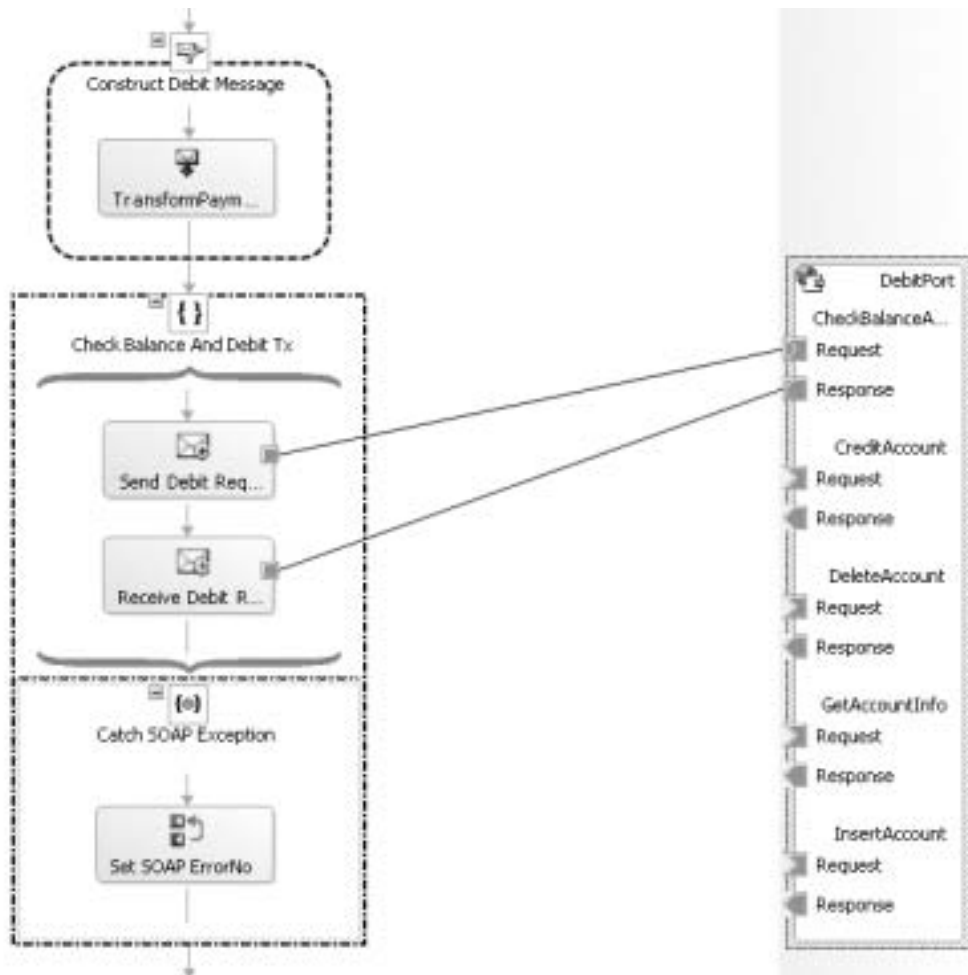 Construct Debit Message
TransformPaym...
Check Balance And Debit Tx
Send Debit Req...
Receive Debit R...
Catch SOAP Exception
Set SOAP ErrorNo
DebitPort
CheckBalanceA...
Request
Response
CreditAccount
Request
Response
DeleteAccount
Request
Response
GetAccountInfo
Request
Response
InsertAccount
Request
Response